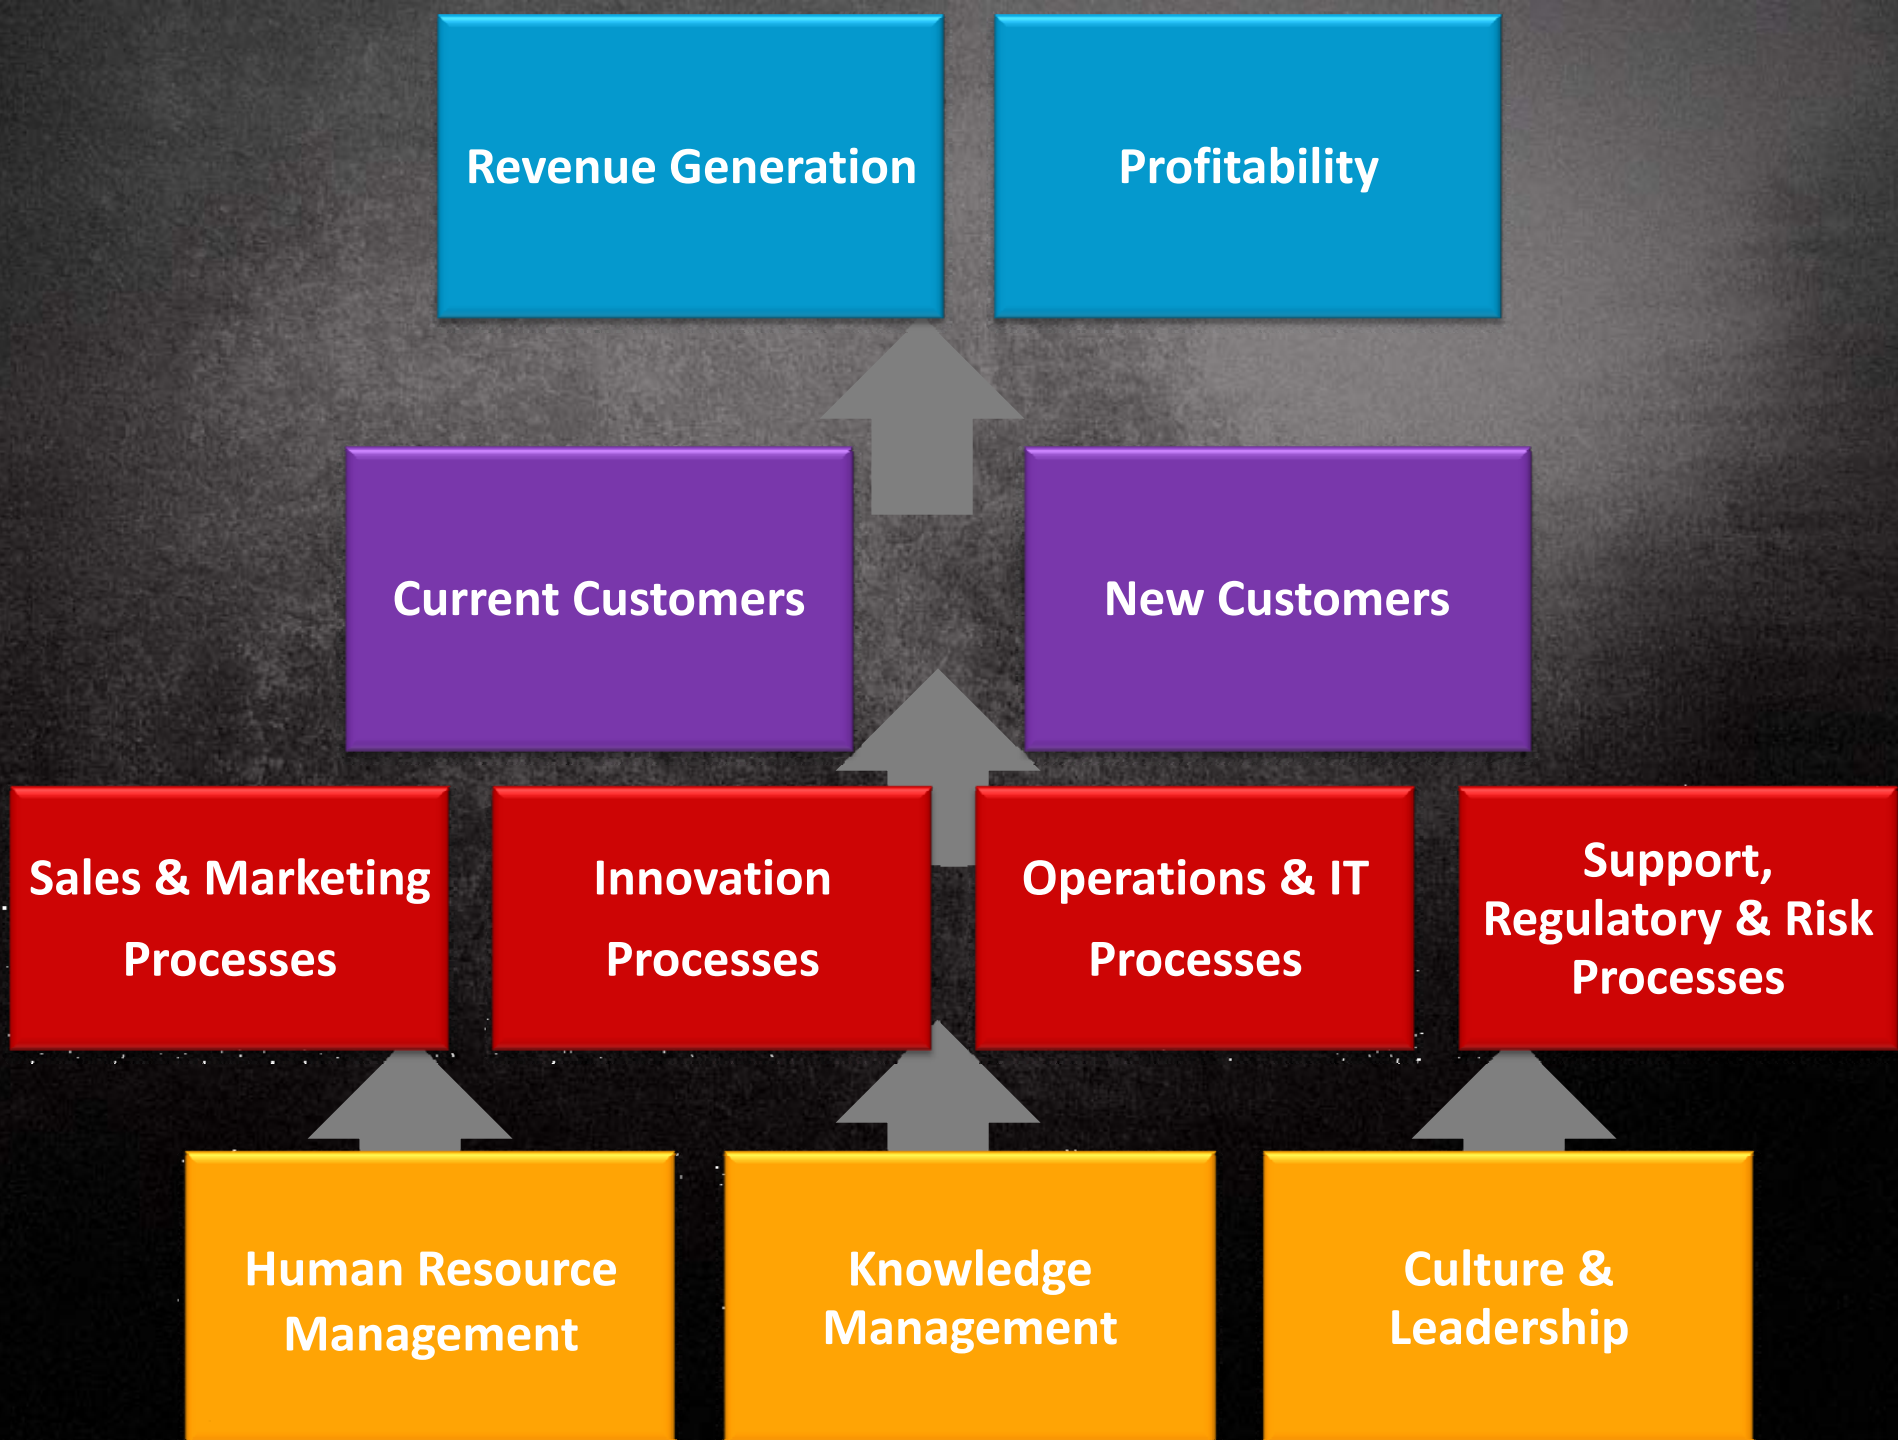 Revenue Generation
Profitability
Current Customers
New Customers
Sales & Marketing
Processes
Innovation
Processes
Operations & IT
Processes
Support,
Regulatory & Risk
Processes
Human Resource
Management
Knowledge
Management
Culture &
Leadership